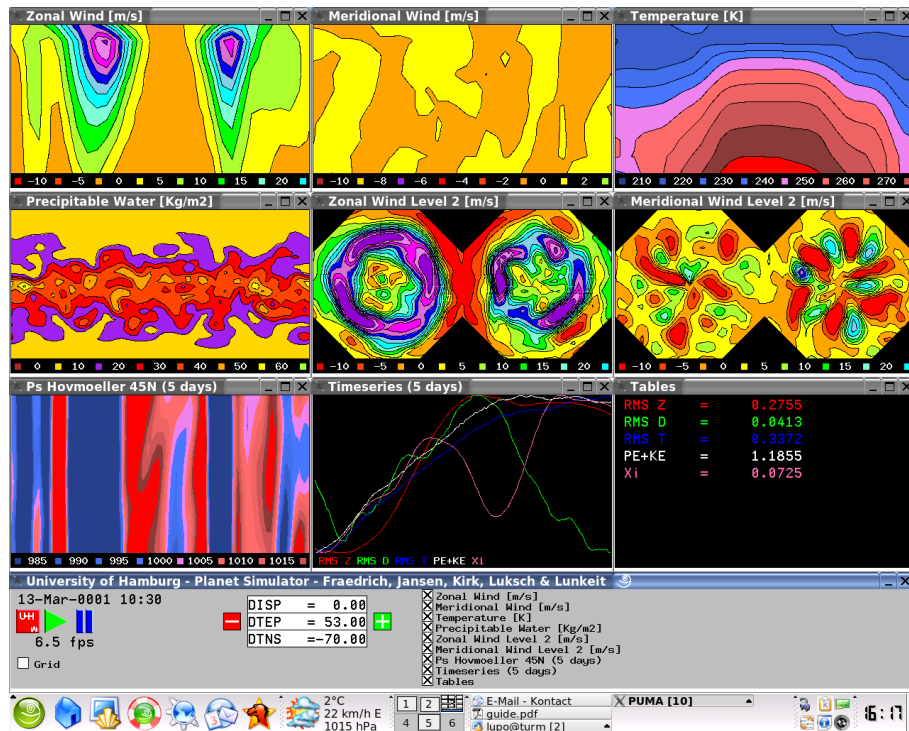 Zonal Wind [m/s]
Meridional Wind [m/s]
Temperature [K]
-10 -5 0 5 10 15 20
-10 -8 -6 -4 -2 0 2
210 220 230 240 250 260 270
Precipitable Water [Kg/m2]
Zonal Wind Level 2 [m/s]
Meridional Wind Level 2 [m/s]
0 10 20 30 40 50 60
-10 -5 0 5 10 15 20
-10 -5 0 5 10 15 20
Ps Hovmoeller 45N (5 days)
Timeseries (5 days)
Tables
RMS Z = 0.2755
RMS D = 0.0413
RMS T = 0.3372
PE+KE = 1.1855
Xi = 0.0725
985 990 995 1000 1005 1010 1015
RMS Z RMS D RMS T PE+KE Xi
University of Hamburg - Planet Simulator - Fraedrich, Jansen, Kirk, Luksch & Lunkeit
13-Mar-0001 10:30
6.5 fps
Grid
DISP = 0.00
DTEP = 53.00
DTNS =-70.00
Zonal Wind [m/s]
Meridional Wind [m/s]
Temperature [K]
Precipitable Water [Kg/m2]
Zonal Wind Level 2 [m/s]
Meridional Wind Level 2 [m/s]
Ps Hovmoeller 45N (5 days)
Timeseries (5 days)
Tables
2°C
22 km/h E
1015 hPa
1 2
4 5 6
E-Mail - Kontact
guide.pdf
lupo@turm [2]
PUMA [10]
16:17